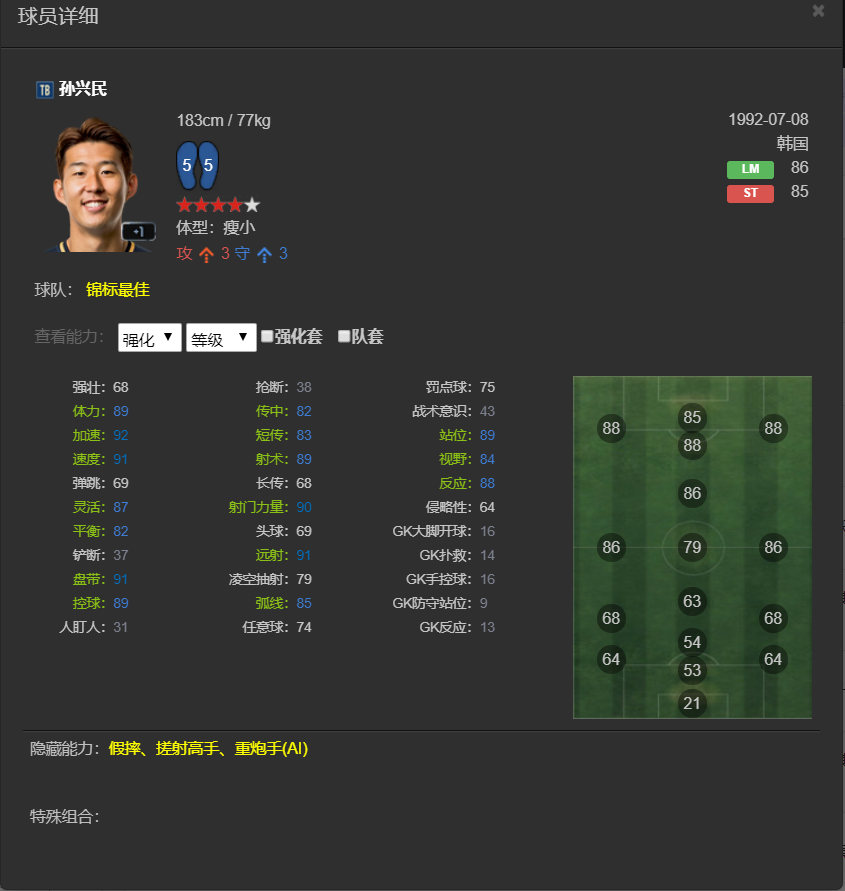 球员详细 ×
TB 孙兴民
183cm / 77kg
1992-07-08
韩国
5 5
LM 86
ST 85
+1
体型：瘦小
攻 3 守 3
球队：锦标最佳
查看能力： 强化 ▼ 等级 ▼ 强化套 队套
强壮：68 抢断：38 罚点球：75
体力：89 传中：82 战术意识：43
加速：92 短传：83 站位：89
速度：91 射术：89 视野：84
弹跳：69 长传：68 反应：88
灵活：87 射门力量：90 侵略性：64
平衡：82 头球：69 GK大脚开球：16
铲断：37 远射：91 GK扑救：14
盘带：91 凌空抽射：79 GK手控球：16
控球：89 弧线：85 GK防守站位：9
人盯人：31 任意球：74 GK反应：13
85
88 88
88
86
86 79 86
63
68 68
54
64 64
53
21
隐藏能力：假摔、搓射高手、重炮手(AI)
特殊组合：